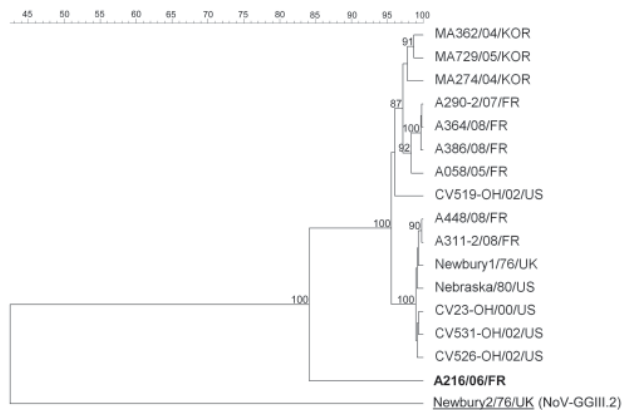 45 50 55 60 65 70 75 80 85 90 95 100
MA362/04/KOR
91
MA729/05/KOR
MA274/04/KOR
87
A290-2/07/FR
100
A364/08/FR
92
A386/08/FR
A058/05/FR
CV519-OH/02/US
100
A448/08/FR
90
A311-2/08/FR
Newbury1/76/UK
Nebraska/80/US
100
100
CV23-OH/00/US
CV531-OH/02/US
CV526-OH/02/US
A216/06/FR
Newbury2/76/UK (NoV-GGIII.2)